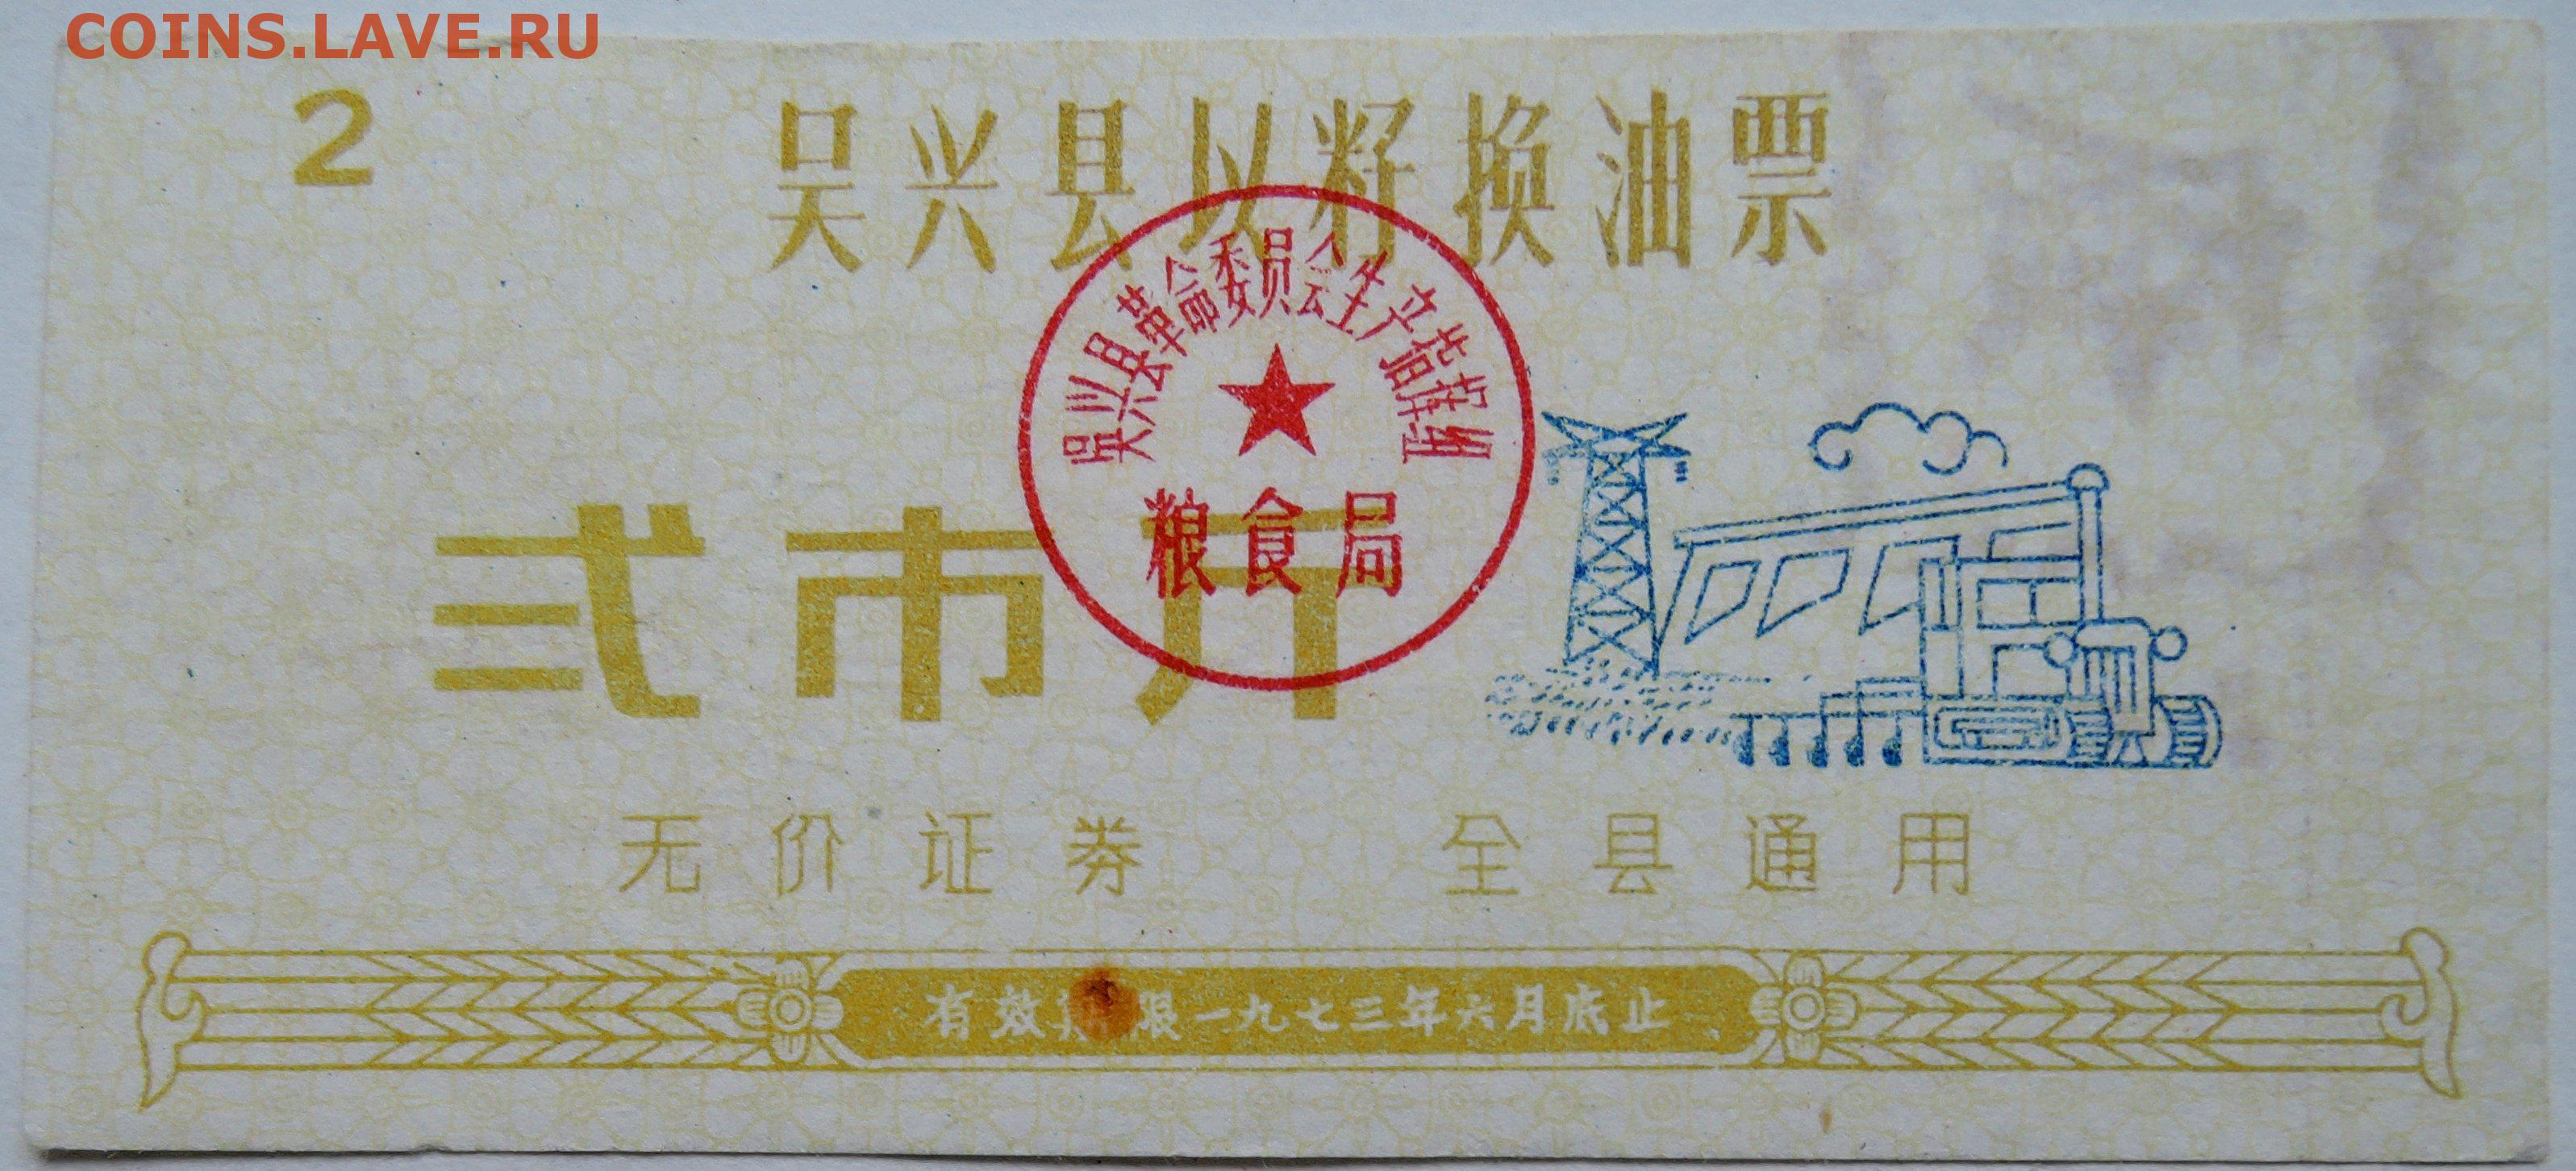 COINS.LAVE.RU
2
吴兴县以籽换油票
吴兴县革命委员会生产指挥组
粮食局
贰市斤
无价证券 全县通用
有效期限一九七三年六月底止